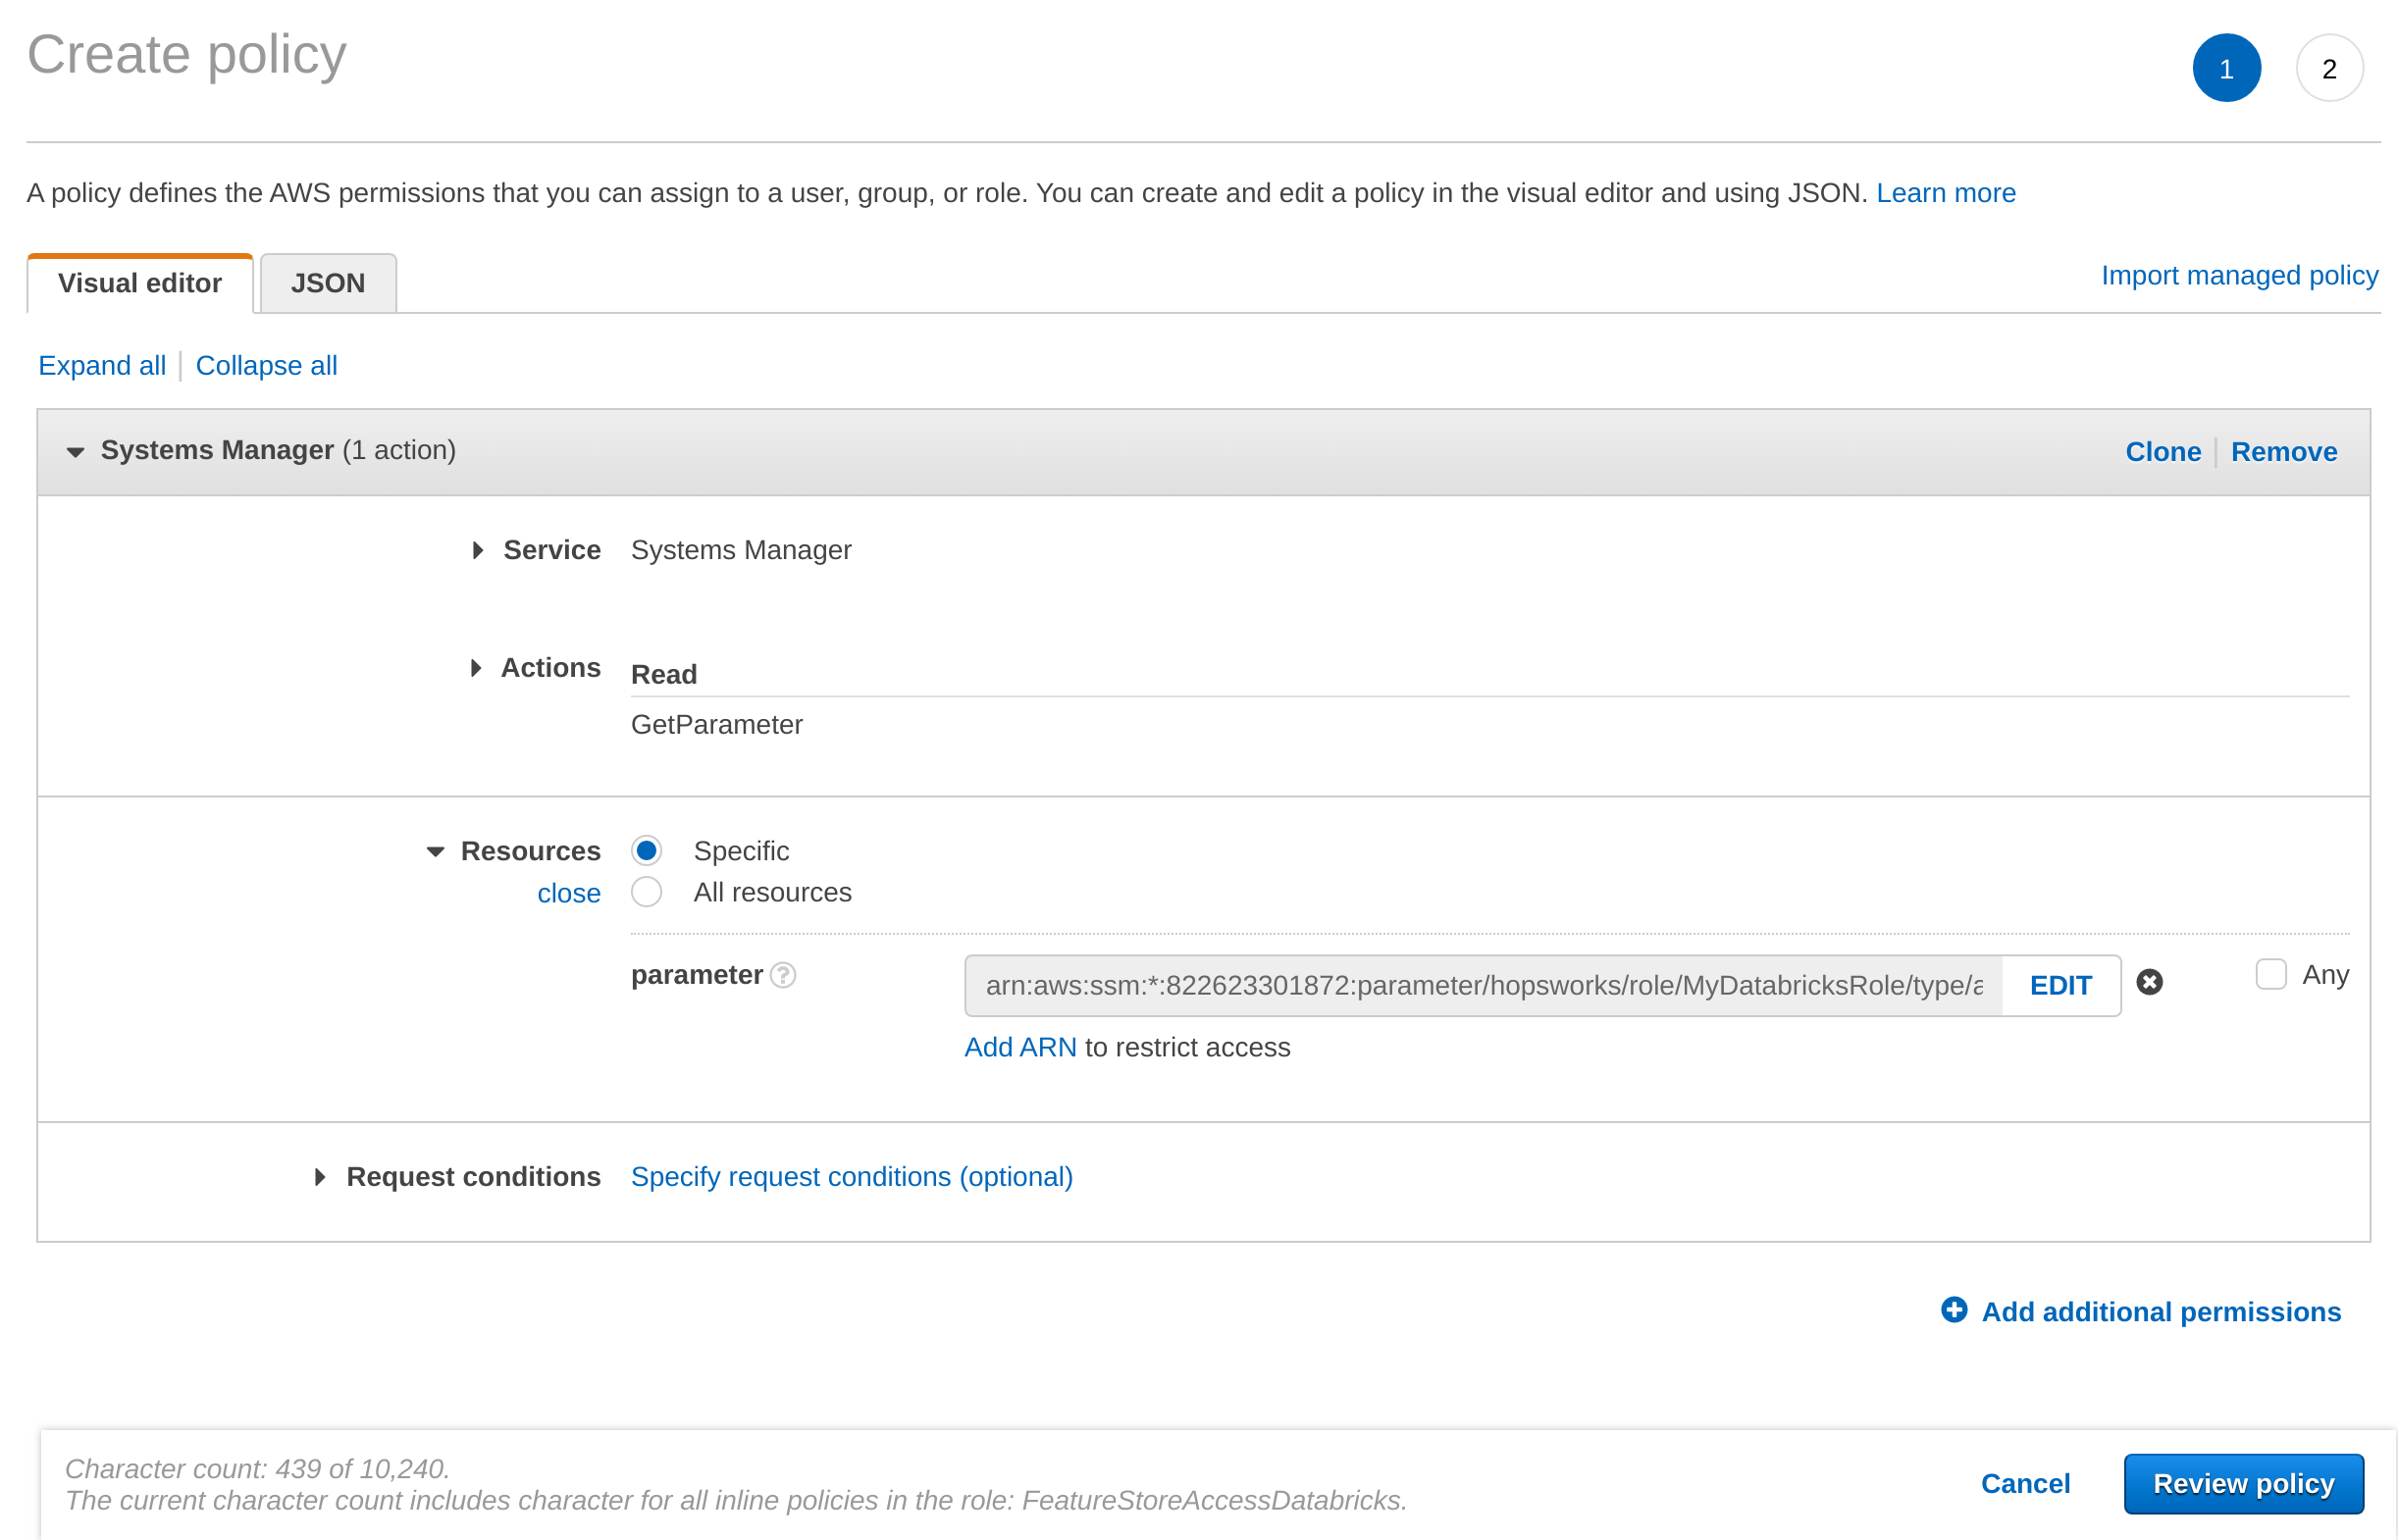 Create policy
1
2
A policy defines the AWS permissions that you can assign to a user, group, or role. You can create and edit a policy in the visual editor and using JSON. Learn more
Visual editor
JSON
Import managed policy
Expand all
Collapse all
Systems Manager (1 action)
Clone
Remove
Service
Systems Manager
Actions
Read
GetParameter
Resources
Specific
close
All resources
parameter ?
arn:aws:ssm:*:822623301872:parameter/hopsworks/role/MyDatabricksRole/type/a
EDIT
Any
Add ARN to restrict access
Request conditions
Specify request conditions (optional)
Add additional permissions
Character count: 439 of 10,240.
The current character count includes character for all inline policies in the role: FeatureStoreAccessDatabricks.
Cancel
Review policy